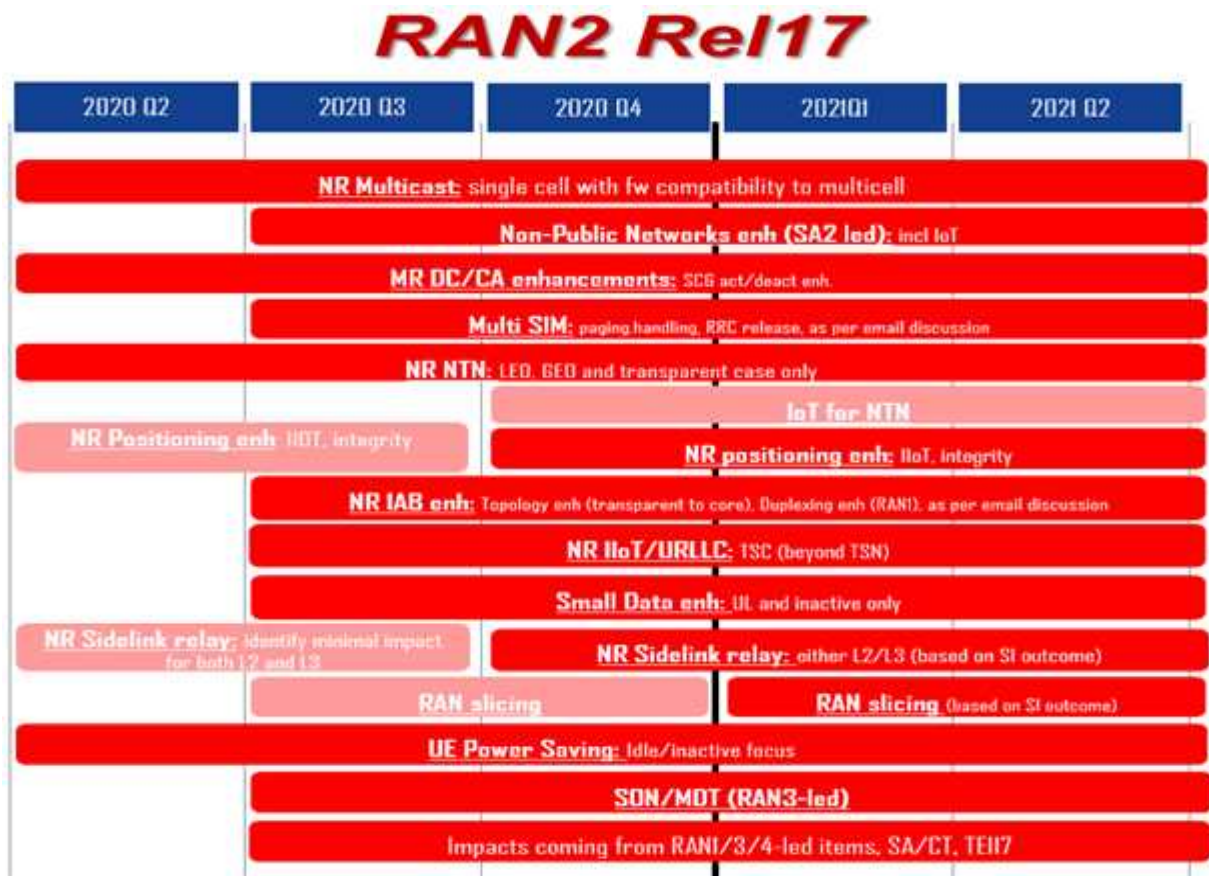 RAN2 Rel17
2020 Q2
2020 Q3
2020 Q4
2021Q1
2021 Q2
NR Multicast: single cell with fw compatibility to multicell
Non-Public Networks enh (SA2 led): incl IoT
MR DC/CA enhancements: SCG act/deact enh.
Multi SIM: paging handling, RRC release, as per email discussion
NR NTN: LEO, GEO and transparent case only
IoT for NTN
NR Positioning enh: IIOT, integrity
NR positioning enh: IIoT, integrity
NR IAB enh: Topology enh (transparent to core), Duplexing enh (RAN1), as per email discussion
NR IIoT/URLLC: TSC (beyond TSN)
Small Data enh: UL and inactive only
NR Sidelink relay: Identify minimal impact
for both L2 and L3
NR Sidelink relay: either L2/L3 (based on SI outcome)
RAN slicing
RAN slicing (based on SI outcome)
UE Power Saving: Idle/inactive focus
SON/MDT (RAN3-led)
Impacts coming from RAN1/3/4-led items, SA/CT, TEI17